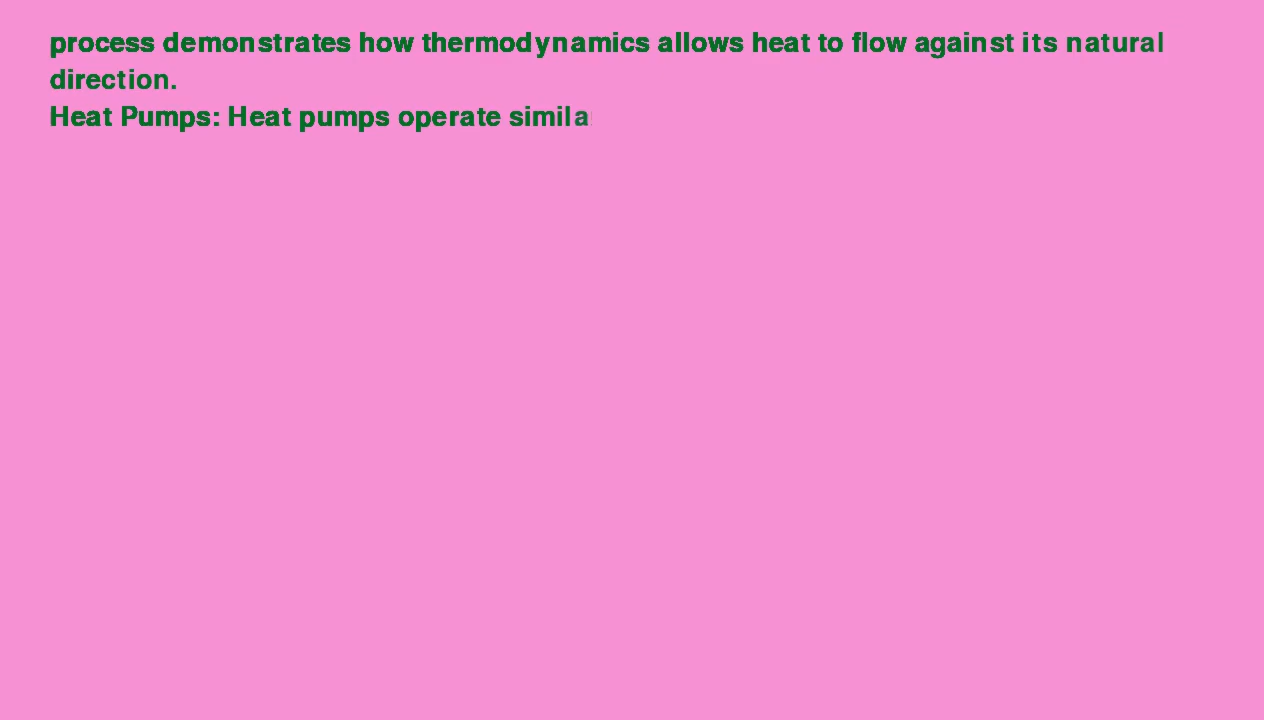 process demonstrates how thermodynamics allows heat to flow against its natural
direction.
Heat Pumps: Heat pumps operate simila